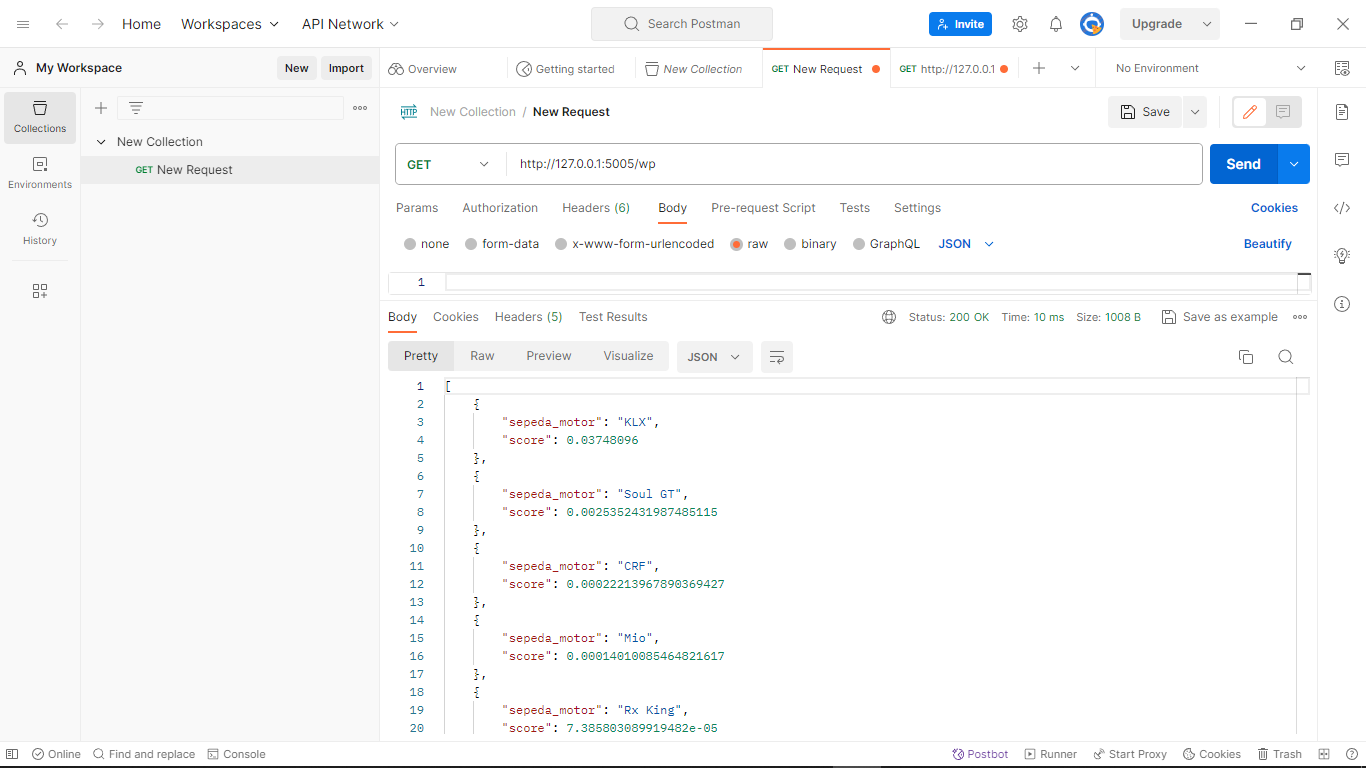 Home Workspaces API Network Search Postman Invite Upgrade
My Workspace New Import Overview Getting started New Collection GET New Request GET http://127.0.0.1 No Environment
Collections
Environments
History
New Collection
GET New Request
HTTP New Collection / New Request Save
GET http://127.0.0.1:5005/wp Send
Params Authorization Headers (6) Body Pre-request Script Tests Settings Cookies
none form-data x-www-form-urlencoded raw binary GraphQL JSON Beautify
1
Body Cookies Headers (5) Test Results Status: 200 OK Time: 10 ms Size: 1008 B Save as example
Pretty Raw Preview Visualize JSON
1 [
2 {
3 "sepeda_motor": "KLX",
4 "score": 0.03748096
5 },
6 {
7 "sepeda_motor": "Soul GT",
8 "score": 0.0025352431987485115
9 },
10 {
11 "sepeda_motor": "CRF",
12 "score": 0.00022213967890369427
13 },
14 {
15 "sepeda_motor": "Mio",
16 "score": 0.00014010085464821617
17 },
18 {
19 "sepeda_motor": "Rx King",
20 "score": 7.385803089919482e-05
Online Find and replace Console Postbot Runner Start Proxy Cookies Trash